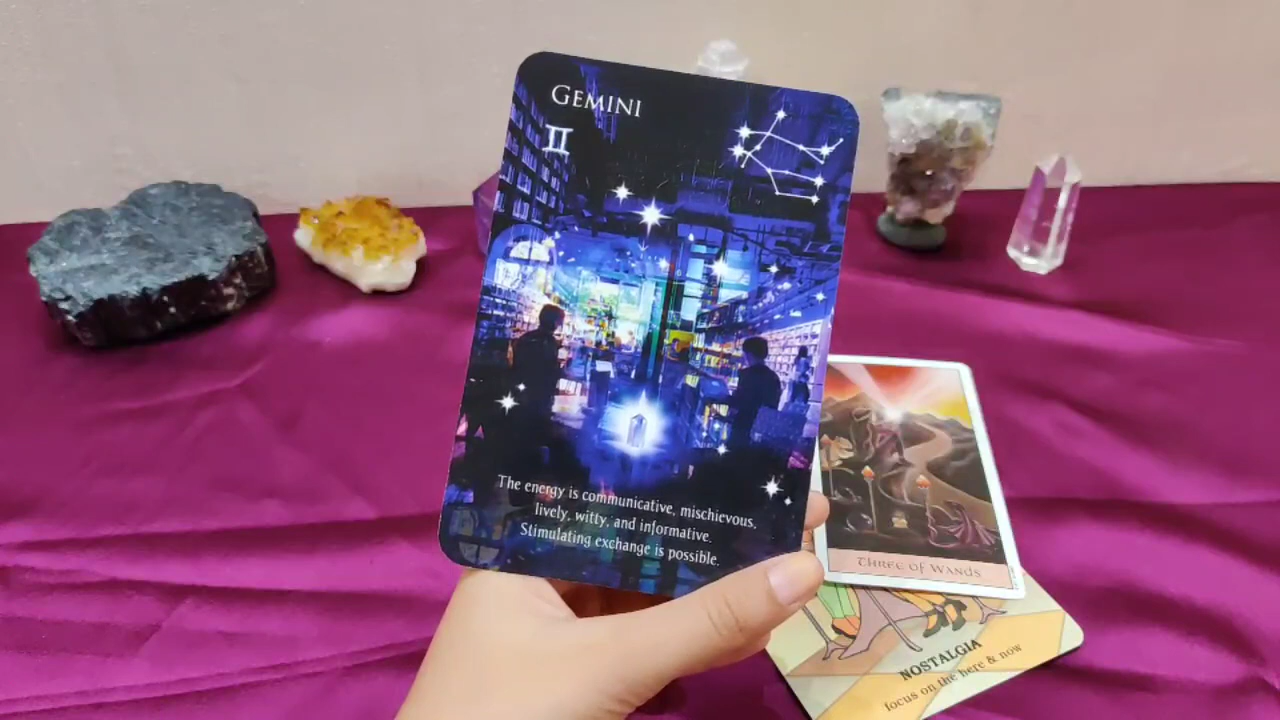 GEMINI
♊
The energy is communicative, mischievous,
lively, witty, and informative.
Stimulating exchange is possible.
THREE OF WANDS
NOSTALGIA
focus on the here & now